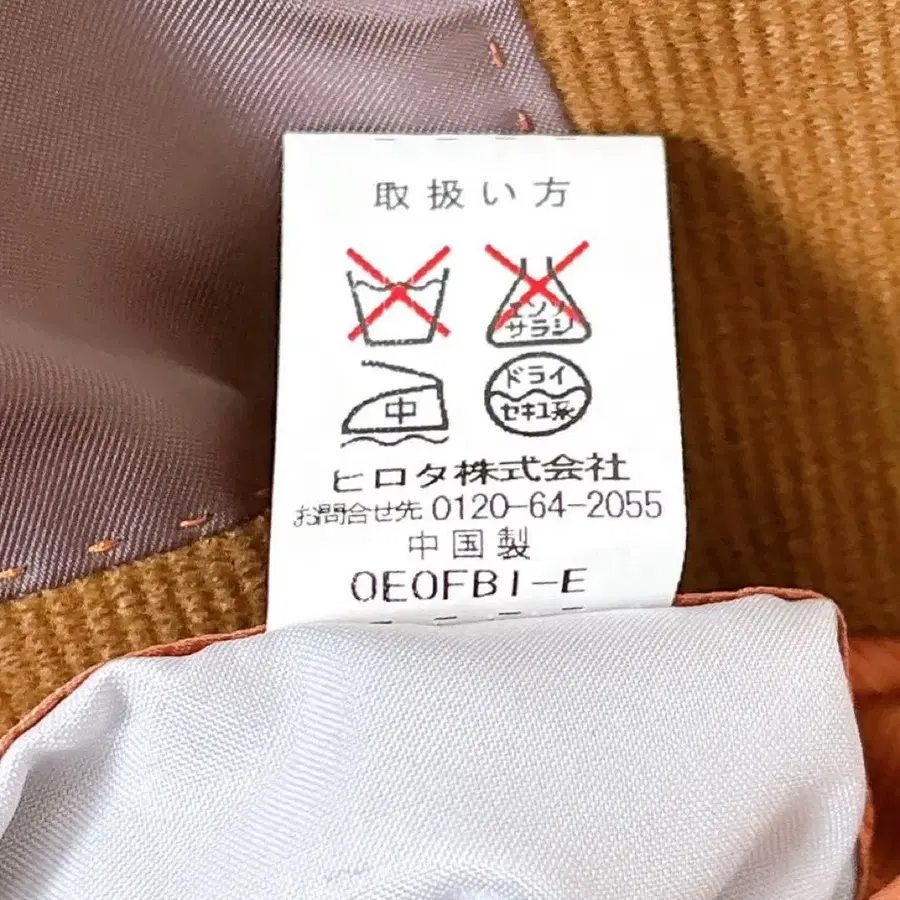 取扱い方
エンソ
サラシ
中
ドライ
セキユ系
ヒロタ株式会社
お問合せ先 0120-64-2055
中国製
0E0FB1-E